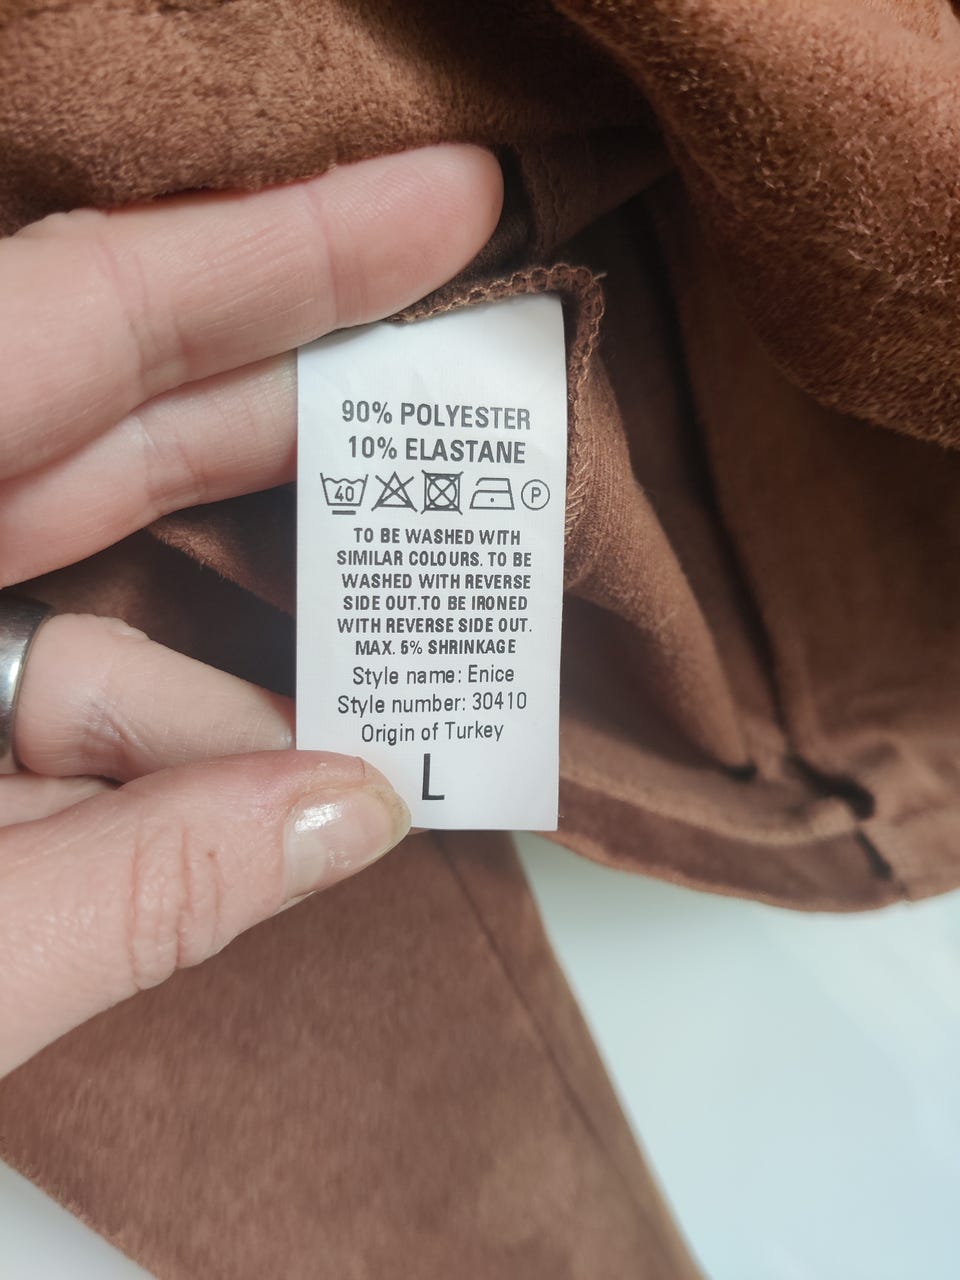 90% POLYESTER
10% ELASTANE
40 P
TO BE WASHED WITH
SIMILAR COLOURS. TO BE
WASHED WITH REVERSE
SIDE OUT.TO BE IRONED
WITH REVERSE SIDE OUT.
MAX. 5% SHRINKAGE
Style name: Enice
Style number: 30410
Origin of Turkey
L